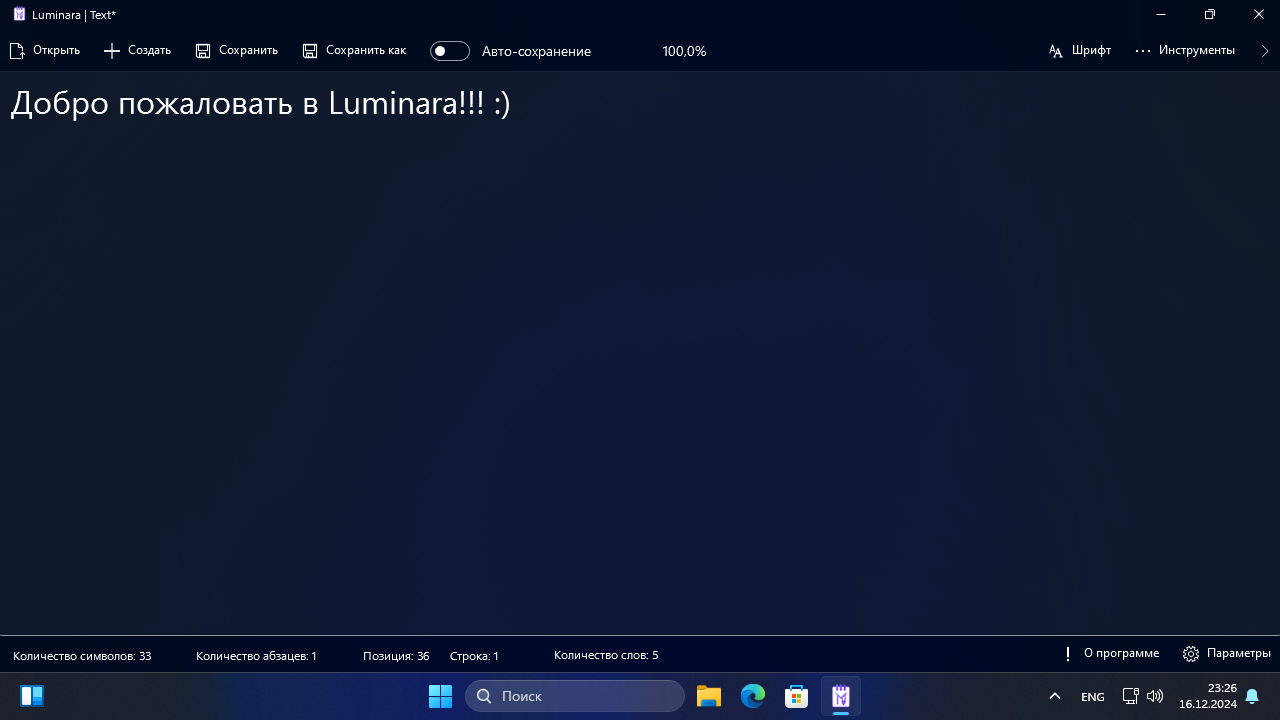 Luminara | Text*
Открыть Создать Сохранить Сохранить как Авто-сохранение 100,0% Шрифт Инструменты
Добро пожаловать в Luminara!!! :)
Количество символов: 33 Количество абзацев: 1 Позиция: 36 Строка: 1 Количество слов: 5 О программе Параметры
Поиск ENG 23:26
16.12.2024